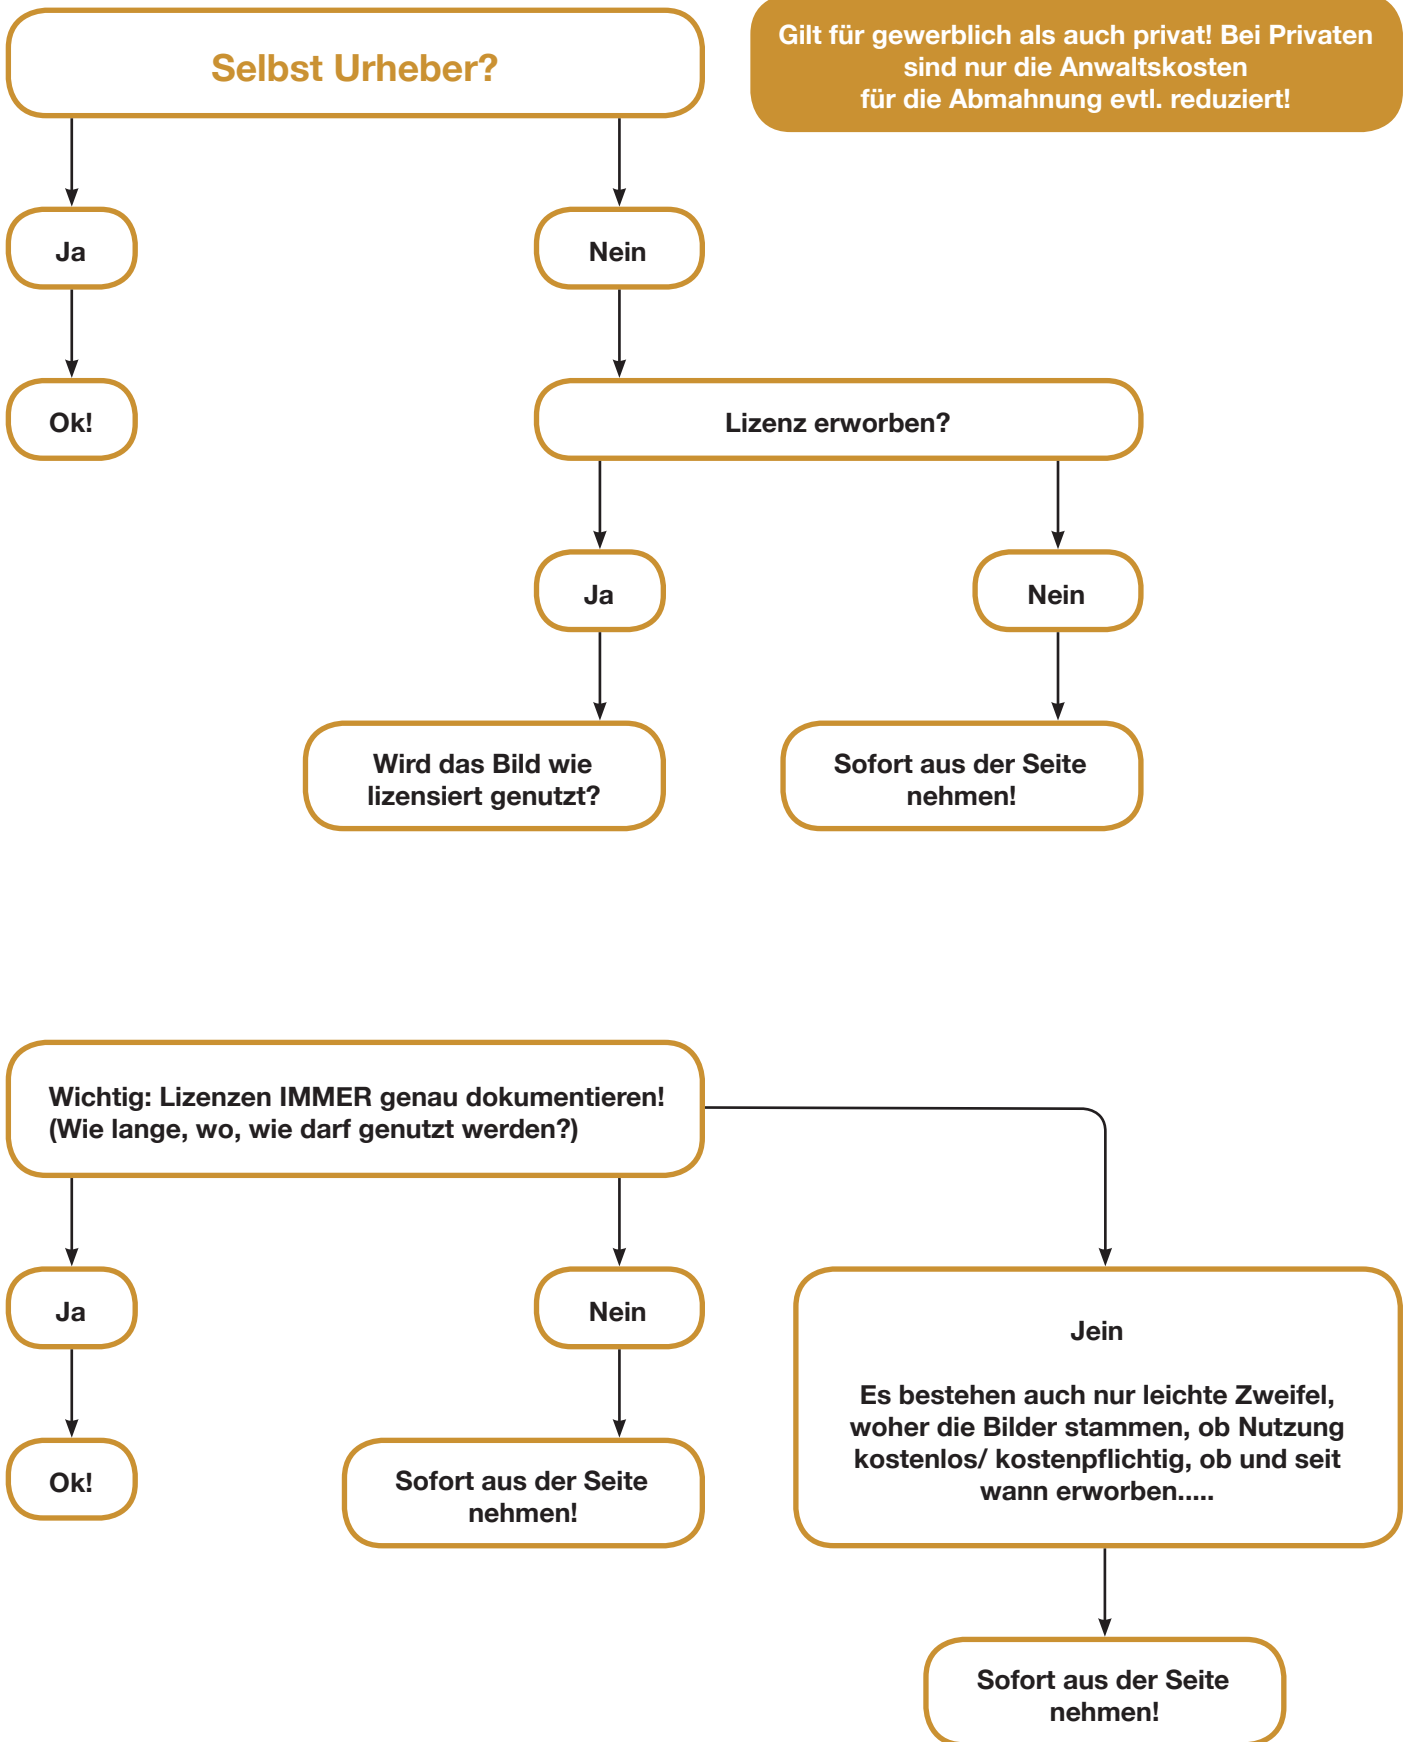 Selbst Urheber?
Gilt für gewerblich als auch privat! Bei Privaten
sind nur die Anwaltskosten
für die Abmahnung evtl. reduziert!
Ja
Nein
Ok!
Lizenz erworben?
Ja
Nein
Wird das Bild wie
lizensiert genutzt?
Sofort aus der Seite
nehmen!
Wichtig: Lizenzen IMMER genau dokumentieren!
(Wie lange, wo, wie darf genutzt werden?)
Ja
Nein
Jein
Es bestehen auch nur leichte Zweifel,
woher die Bilder stammen, ob Nutzung
kostenlos/ kostenpflichtig, ob und seit
wann erworben.....
Ok!
Sofort aus der Seite
nehmen!
Sofort aus der Seite
nehmen!